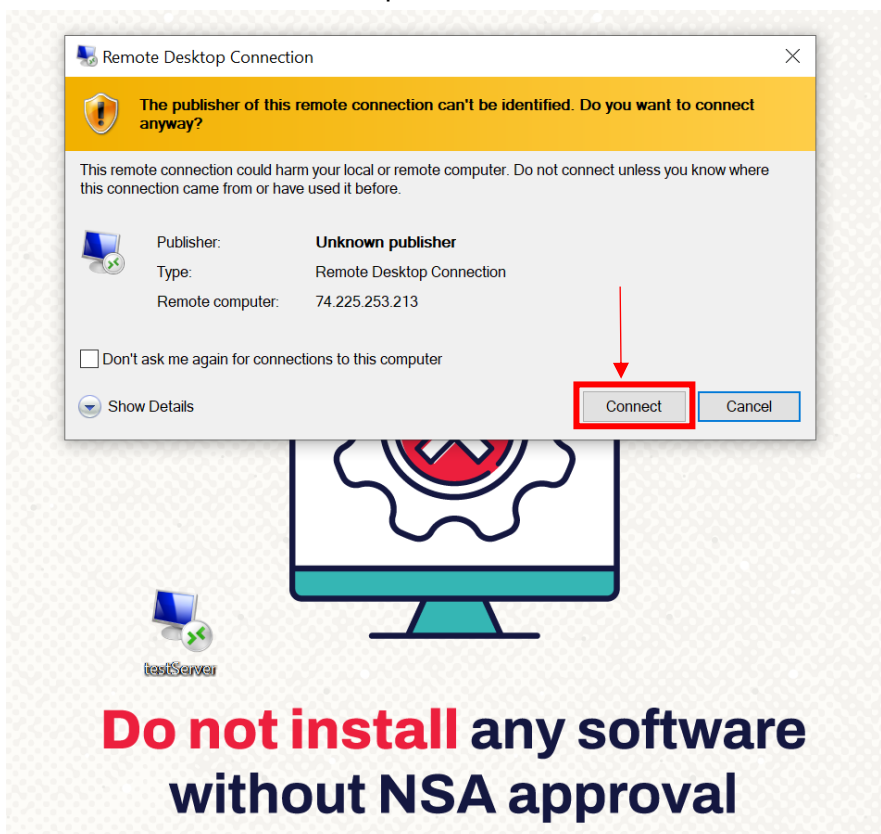 Remote Desktop Connection
The publisher of this remote connection can't be identified. Do you want to connect
anyway?
This remote connection could harm your local or remote computer. Do not connect unless you know where
this connection came from or have used it before.
Publisher: Unknown publisher
Type: Remote Desktop Connection
Remote computer: 74.225.253.213
Don't ask me again for connections to this computer
Show Details Connect Cancel
testServer
Do not install any software
without NSA approval